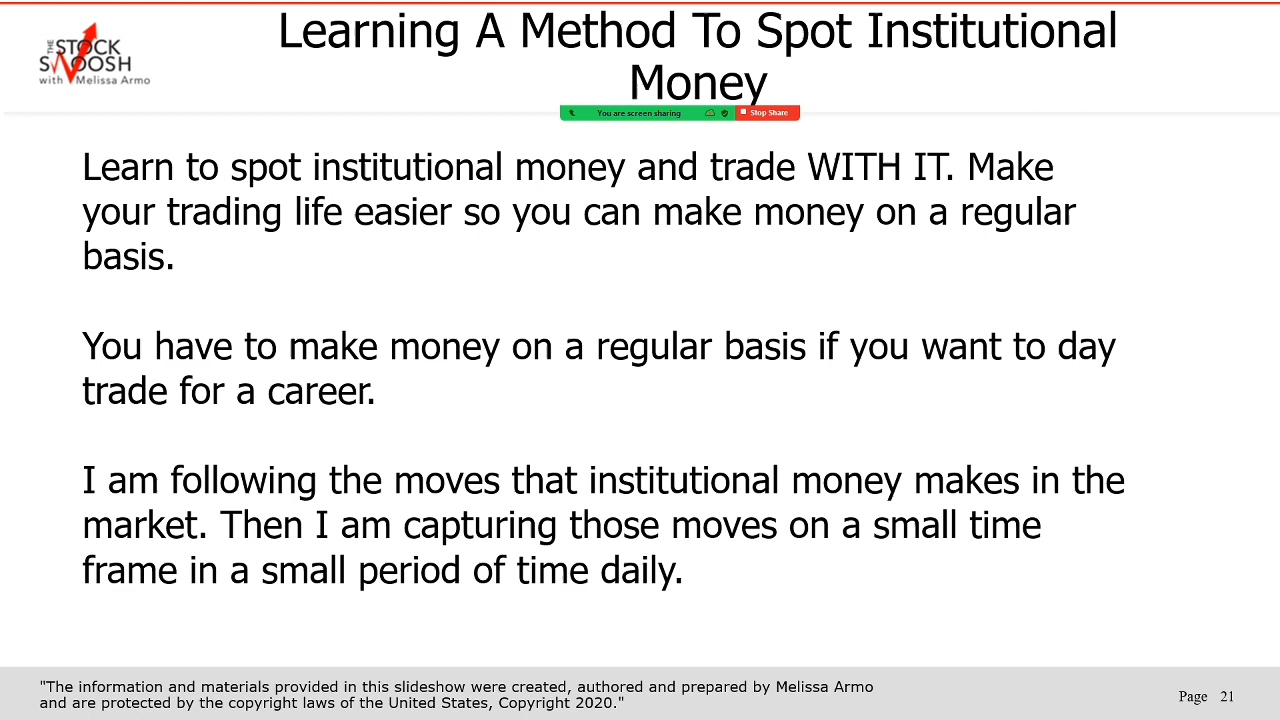 Learning A Method To Spot Institutional
Money
THE
STOCK
SWOOSH
with Melissa Armo
You are screen sharing
Stop Share
Learn to spot institutional money and trade WITH IT. Make
your trading life easier so you can make money on a regular
basis.
You have to make money on a regular basis if you want to day
trade for a career.
I am following the moves that institutional money makes in the
market. Then I am capturing those moves on a small time
frame in a small period of time daily.
"The information and materials provided in this slideshow were created, authored and prepared by Melissa Armo
and are protected by the copyright laws of the United States, Copyright 2020."
Page 21